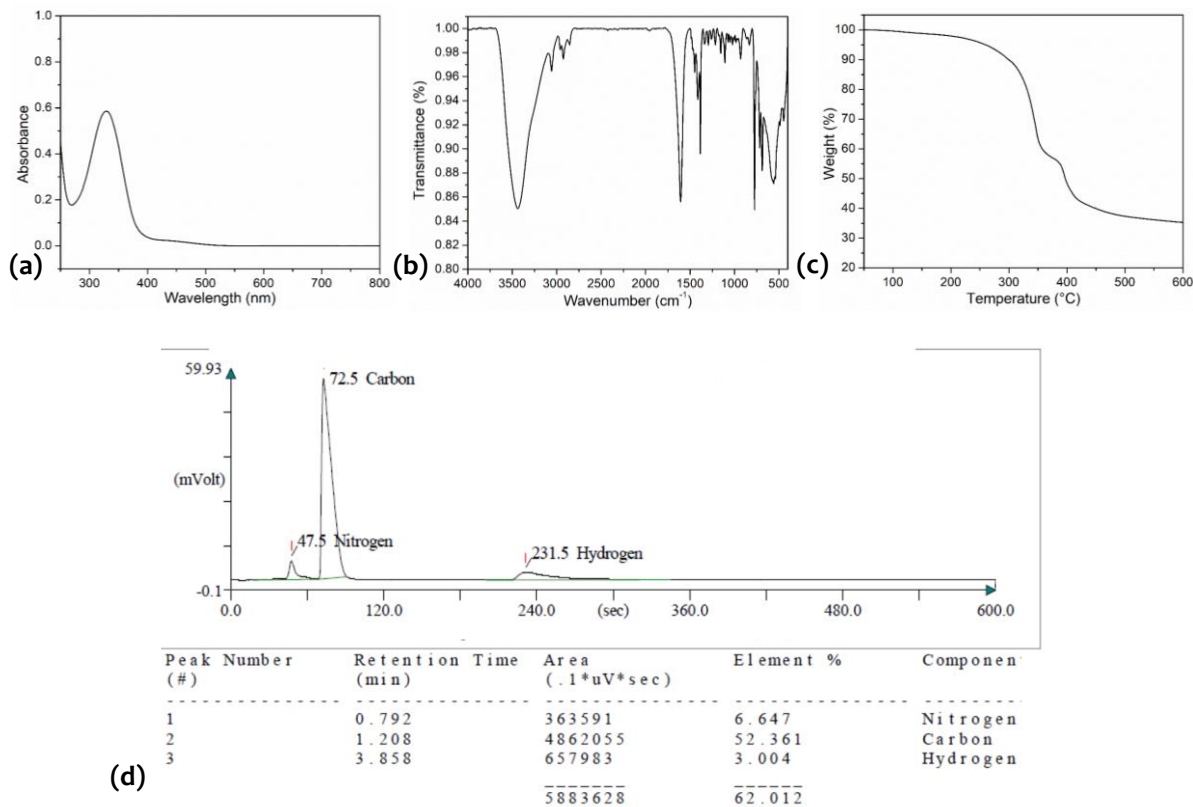 1.0
0.8
0.6
0.4
0.2
0.0
Absorbance
300 400 500 600 700 800
Wavelength (nm)
(a)
1.00
0.98
0.96
0.94
0.92
0.90
0.88
0.86
0.84
0.82
0.80
Transmittance (%)
4000 3500 3000 2500 2000 1500 1000 500
Wavenumber (cm⁻¹)
(b)
100
90
80
70
60
50
40
30
20
Weight (%)
100 200 300 400 500 600
Temperature (°C)
(c)
59.93
(mVolt)
-0.1
72.5 Carbon
47.5 Nitrogen
231.5 Hydrogen
0.0 120.0 240.0 (sec) 360.0 480.0 600.0
Peak Number Retention Time Area Element % Componen
(#) (min) (.1*uV*sec)
1 0.792 363591 6.647 Nitrogen
2 1.208 4862055 52.361 Carbon
3 3.858 657983 3.004 Hydrogen
5883628 62.012
(d)